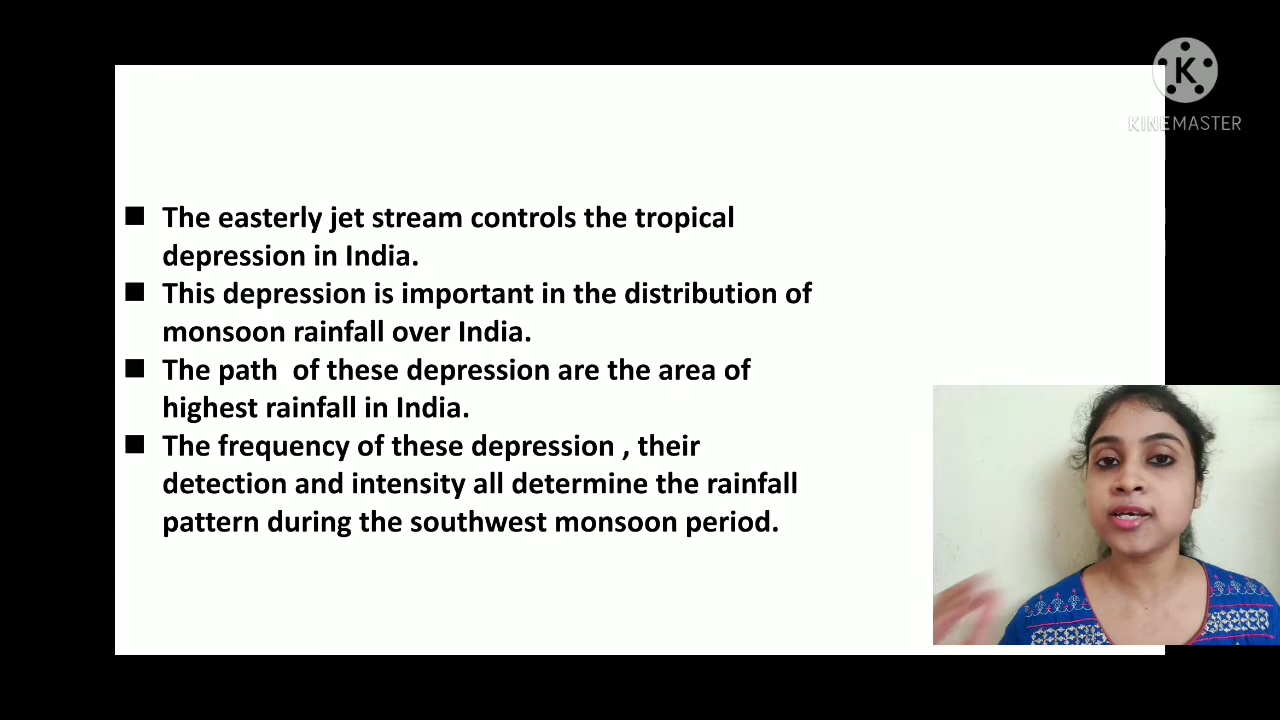 K
KINEMASTER
■ The easterly jet stream controls the tropical
depression in India.
■ This depression is important in the distribution of
monsoon rainfall over India.
■ The path  of these depression are the area of
highest rainfall in India.
■ The frequency of these depression , their
detection and intensity all determine the rainfall
pattern during the southwest monsoon period.